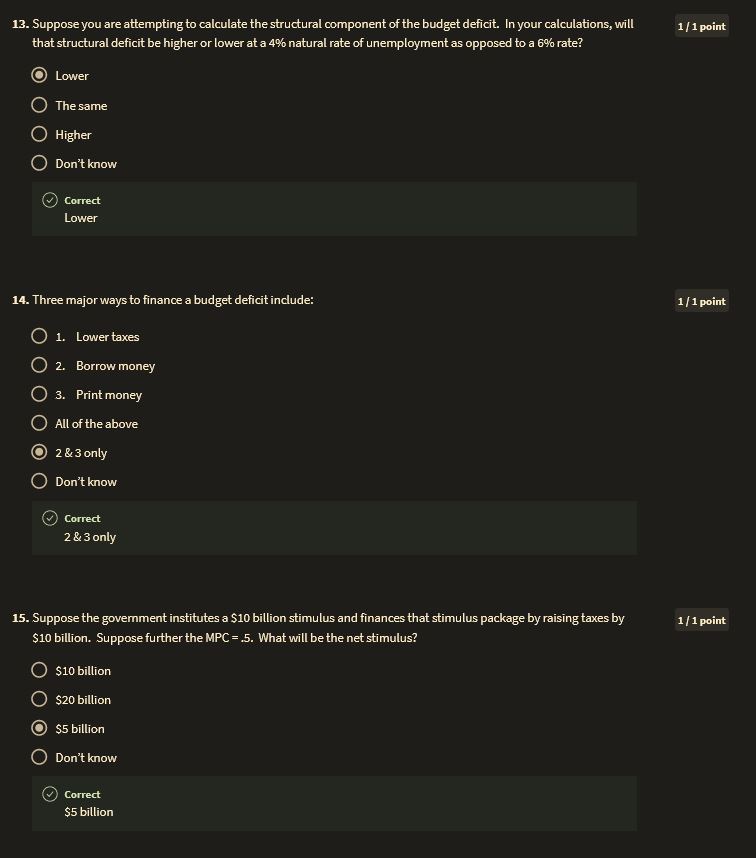 13. Suppose you are attempting to calculate the structural component of the budget deficit. In your calculations, will
1 / 1 point
that structural deficit be higher or lower at a 4% natural rate of unemployment as opposed to a 6% rate?
Lower
The same
Higher
Don't know
Correct
Lower
14. Three major ways to finance a budget deficit include:
1 / 1 point
1. Lower taxes
2. Borrow money
3. Print money
All of the above
2 & 3 only
Don't know
Correct
2 & 3 only
15. Suppose the government institutes a $10 billion stimulus and finances that stimulus package by raising taxes by
1 / 1 point
$10 billion. Suppose further the MPC = .5. What will be the net stimulus?
$10 billion
$20 billion
$5 billion
Don't know
Correct
$5 billion